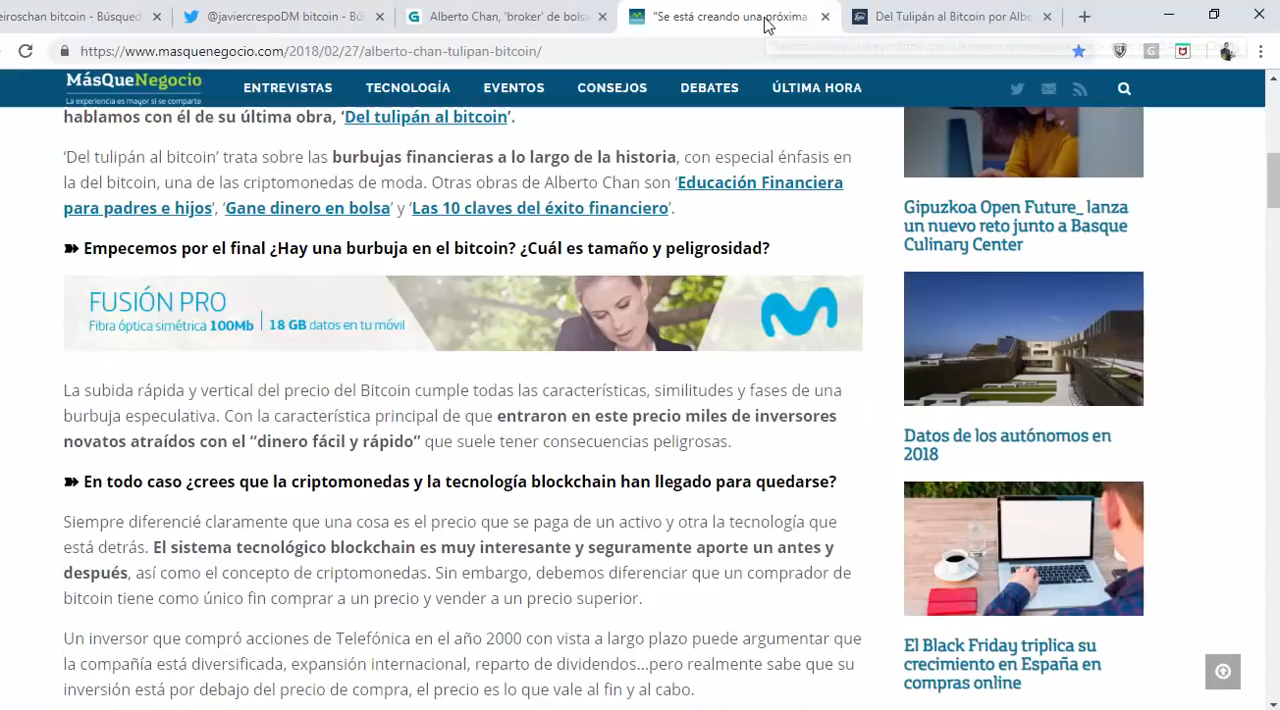 eiroschan bitcoin - Búsqued
@javiercrespoDM bitcoin - Bú
Alberto Chan, 'broker' de bolsa
"Se está creando una próxima
Del Tulipán al Bitcoin por Albe
https://www.masquenegocio.com/2018/02/27/alberto-chan-tulipan-bitcoin/
MásQueNegocio
La experiencia es mayor si se comparte
ENTREVISTAS TECNOLOGÍA EVENTOS CONSEJOS DEBATES ÚLTIMA HORA
hablamos con él de su última obra, ‘Del tulipán al bitcoin’.
‘Del tulipán al bitcoin’ trata sobre las burbujas financieras a lo largo de la historia, con especial énfasis en
la del bitcoin, una de las criptomonedas de moda. Otras obras de Alberto Chan son ‘Educación Financiera
para padres e hijos‘, ‘Gane dinero en bolsa‘ y ‘Las 10 claves del éxito financiero’.
Empecemos por el final ¿Hay una burbuja en el bitcoin? ¿Cuál es tamaño y peligrosidad?
FUSIÓN PRO
Fibra óptica simétrica 100Mb | 18 GB datos en tu móvil
La subida rápida y vertical del precio del Bitcoin cumple todas las características, similitudes y fases de una
burbuja especulativa. Con la característica principal de que entraron en este precio miles de inversores
novatos atraídos con el “dinero fácil y rápido” que suele tener consecuencias peligrosas.
En todo caso ¿crees que la criptomonedas y la tecnología blockchain han llegado para quedarse?
Siempre diferencié claramente que una cosa es el precio que se paga de un activo y otra la tecnología que
está detrás. El sistema tecnológico blockchain es muy interesante y seguramente aporte un antes y
después, así como el concepto de criptomonedas. Sin embargo, debemos diferenciar que un comprador de
bitcoin tiene como único fin comprar a un precio y vender a un precio superior.
Un inversor que compró acciones de Telefónica en el año 2000 con vista a largo plazo puede argumentar que
la compañía está diversificada, expansión internacional, reparto de dividendos...pero realmente sabe que su
inversión está por debajo del precio de compra, el precio es lo que vale al fin y al cabo.
Gipuzkoa Open Future_ lanza
un nuevo reto junto a Basque
Culinary Center
Datos de los autónomos en
2018
El Black Friday triplica su
crecimiento en España en
compras online